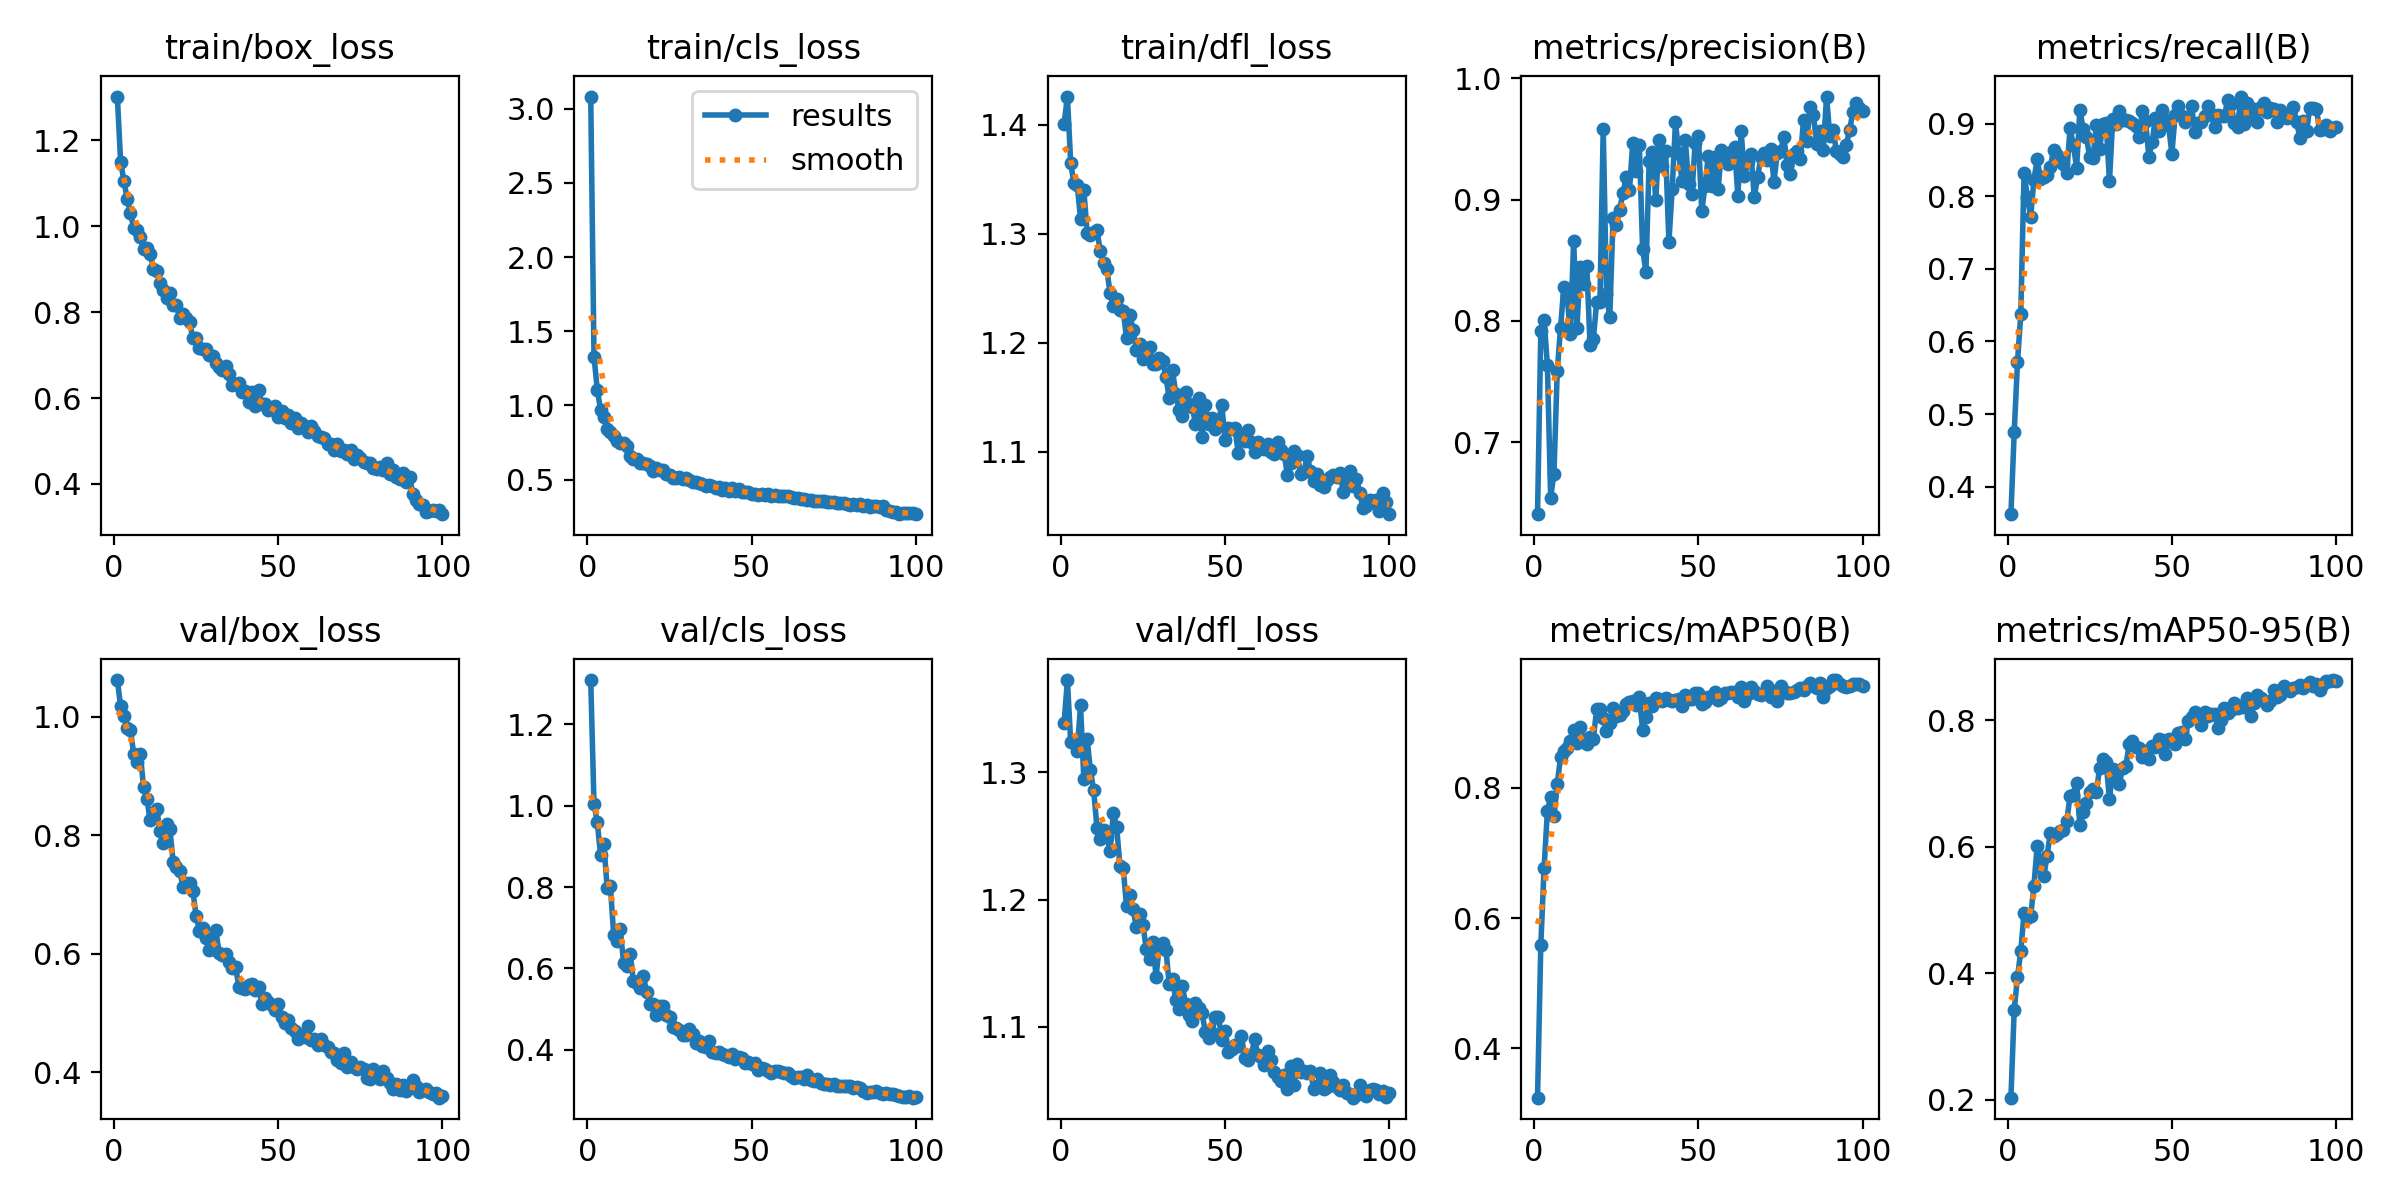 train/box_loss
train/cls_loss
train/dfl_loss
metrics/precision(B)
metrics/recall(B)
1.2
1.0
0.8
0.6
0.4
0 50 100
results
smooth
3.0
2.5
2.0
1.5
1.0
0.5
0 50 100
1.4
1.3
1.2
1.1
0 50 100
1.0
0.9
0.8
0.7
0 50 100
0.9
0.8
0.7
0.6
0.5
0.4
0 50 100
val/box_loss
val/cls_loss
val/dfl_loss
metrics/mAP50(B)
metrics/mAP50-95(B)
1.0
0.8
0.6
0.4
0 50 100
1.2
1.0
0.8
0.6
0.4
0 50 100
1.3
1.2
1.1
0 50 100
0.8
0.6
0.4
0 50 100
0.8
0.6
0.4
0.2
0 50 100